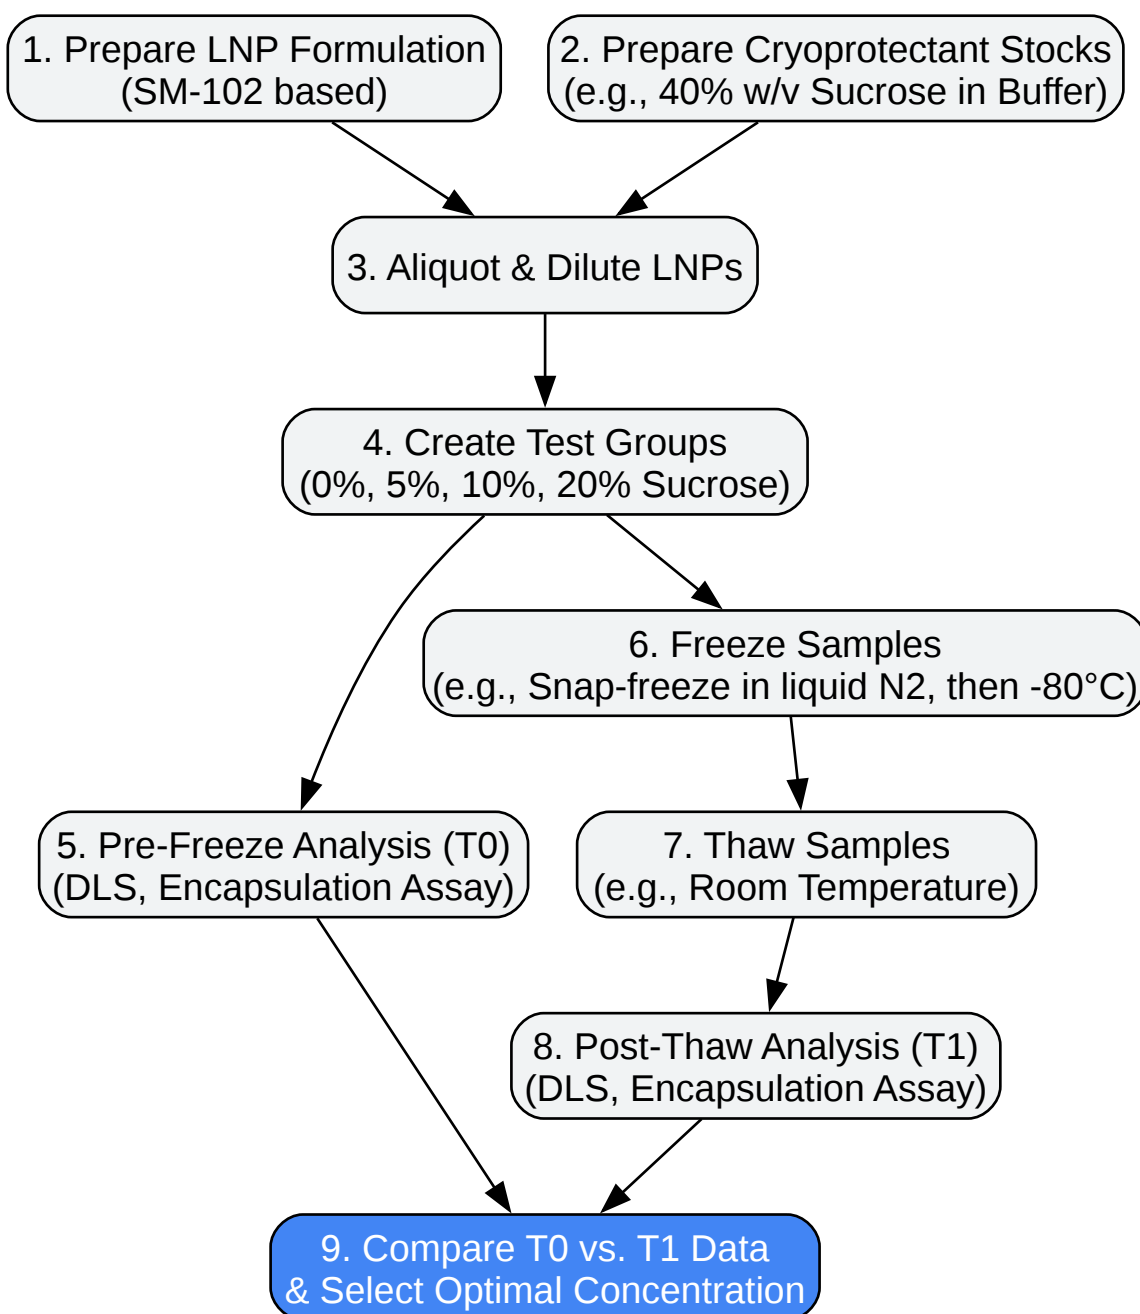 1. Prepare LNP Formulation
(SM-102 based)
2. Prepare Cryoprotectant Stocks
(e.g., 40% w/v Sucrose in Buffer)
3. Aliquot & Dilute LNPs
4. Create Test Groups
(0%, 5%, 10%, 20% Sucrose)
6. Freeze Samples
(e.g., Snap-freeze in liquid N2, then -80°C)
5. Pre-Freeze Analysis (T0)
(DLS, Encapsulation Assay)
7. Thaw Samples
(e.g., Room Temperature)
8. Post-Thaw Analysis (T1)
(DLS, Encapsulation Assay)
9. Compare T0 vs. T1 Data
& Select Optimal Concentration